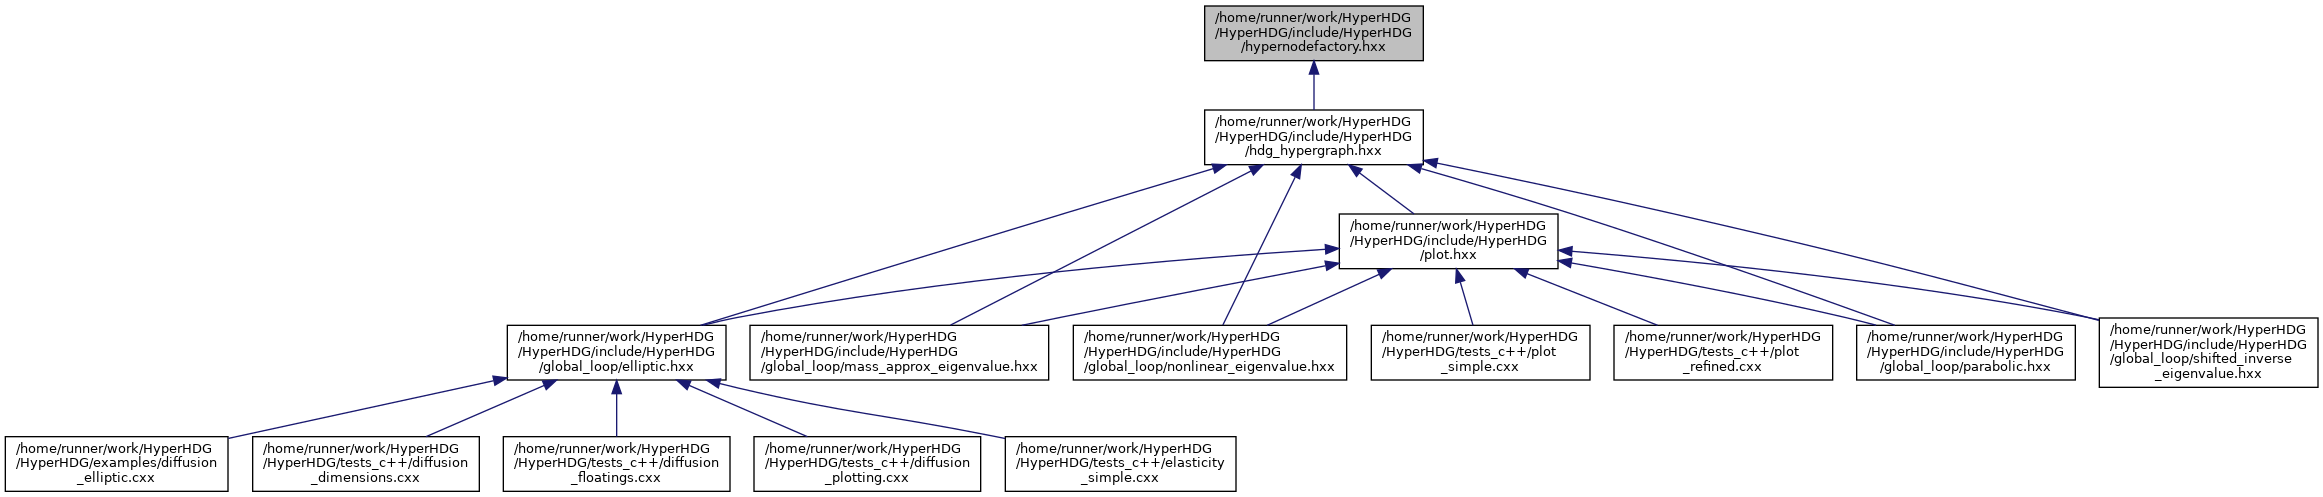 /home/runner/work/HyperHDG
/HyperHDG/include/HyperHDG
/hypernodefactory.hxx
/home/runner/work/HyperHDG
/HyperHDG/include/HyperHDG
/hdg_hypergraph.hxx
/home/runner/work/HyperHDG
/HyperHDG/include/HyperHDG
/plot.hxx
/home/runner/work/HyperHDG
/HyperHDG/include/HyperHDG
/global_loop/elliptic.hxx
/home/runner/work/HyperHDG
/HyperHDG/include/HyperHDG
/global_loop/mass_approx_eigenvalue.hxx
/home/runner/work/HyperHDG
/HyperHDG/include/HyperHDG
/global_loop/nonlinear_eigenvalue.hxx
/home/runner/work/HyperHDG
/HyperHDG/tests_c++/plot
_simple.cxx
/home/runner/work/HyperHDG
/HyperHDG/tests_c++/plot
_refined.cxx
/home/runner/work/HyperHDG
/HyperHDG/include/HyperHDG
/global_loop/parabolic.hxx
/home/runner/work/HyperHDG
/HyperHDG/include/HyperHDG
/global_loop/shifted_inverse
_eigenvalue.hxx
/home/runner/work/HyperHDG
/HyperHDG/examples/diffusion
_elliptic.cxx
/home/runner/work/HyperHDG
/HyperHDG/tests_c++/diffusion
_dimensions.cxx
/home/runner/work/HyperHDG
/HyperHDG/tests_c++/diffusion
_floatings.cxx
/home/runner/work/HyperHDG
/HyperHDG/tests_c++/diffusion
_plotting.cxx
/home/runner/work/HyperHDG
/HyperHDG/tests_c++/elasticity
_simple.cxx